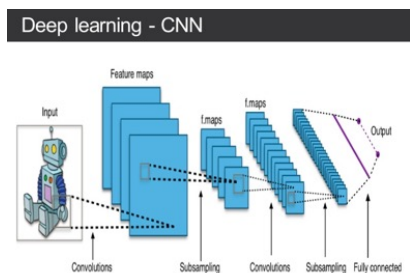 Deep learning - CNN
Feature maps
Input
f.maps
f.maps
Output
Convolutions
Subsampling
Convolutions
Subsampling
Fully connected